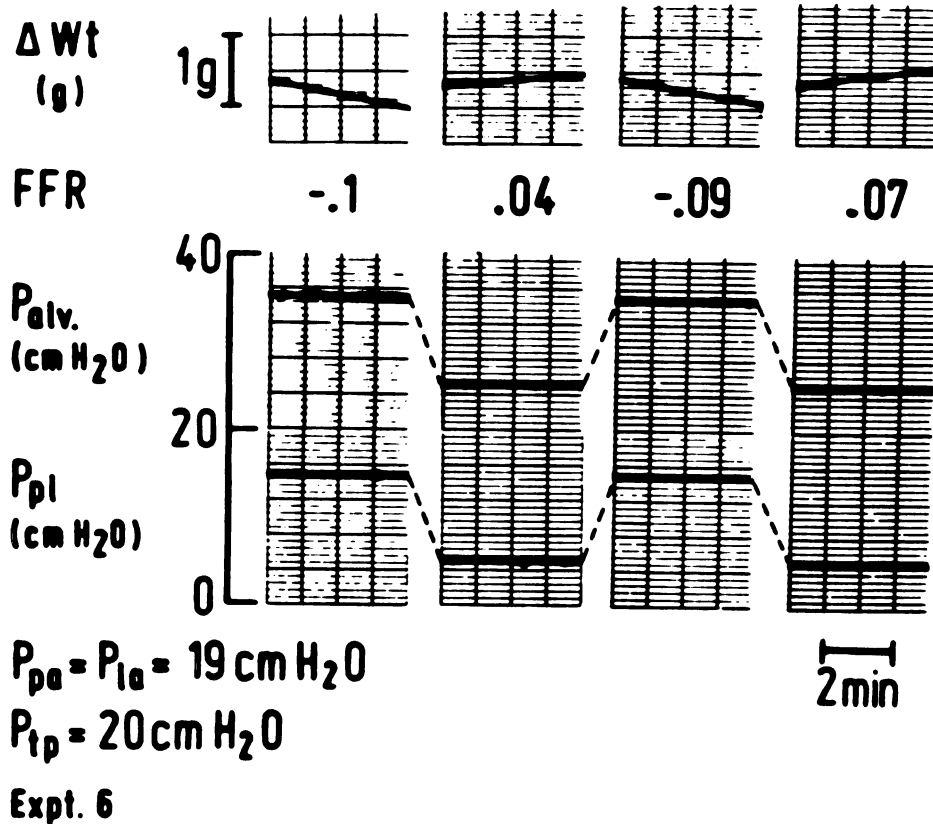 Δ Wt
(g)
1g
FFR -.1 .04 -.09 .07
40
Palv.
(cm H2O)
20
Ppl
(cm H2O)
0
Ppa = Pla = 19 cm H2O
Ptp = 20 cm H2O
2min
Expt. 6